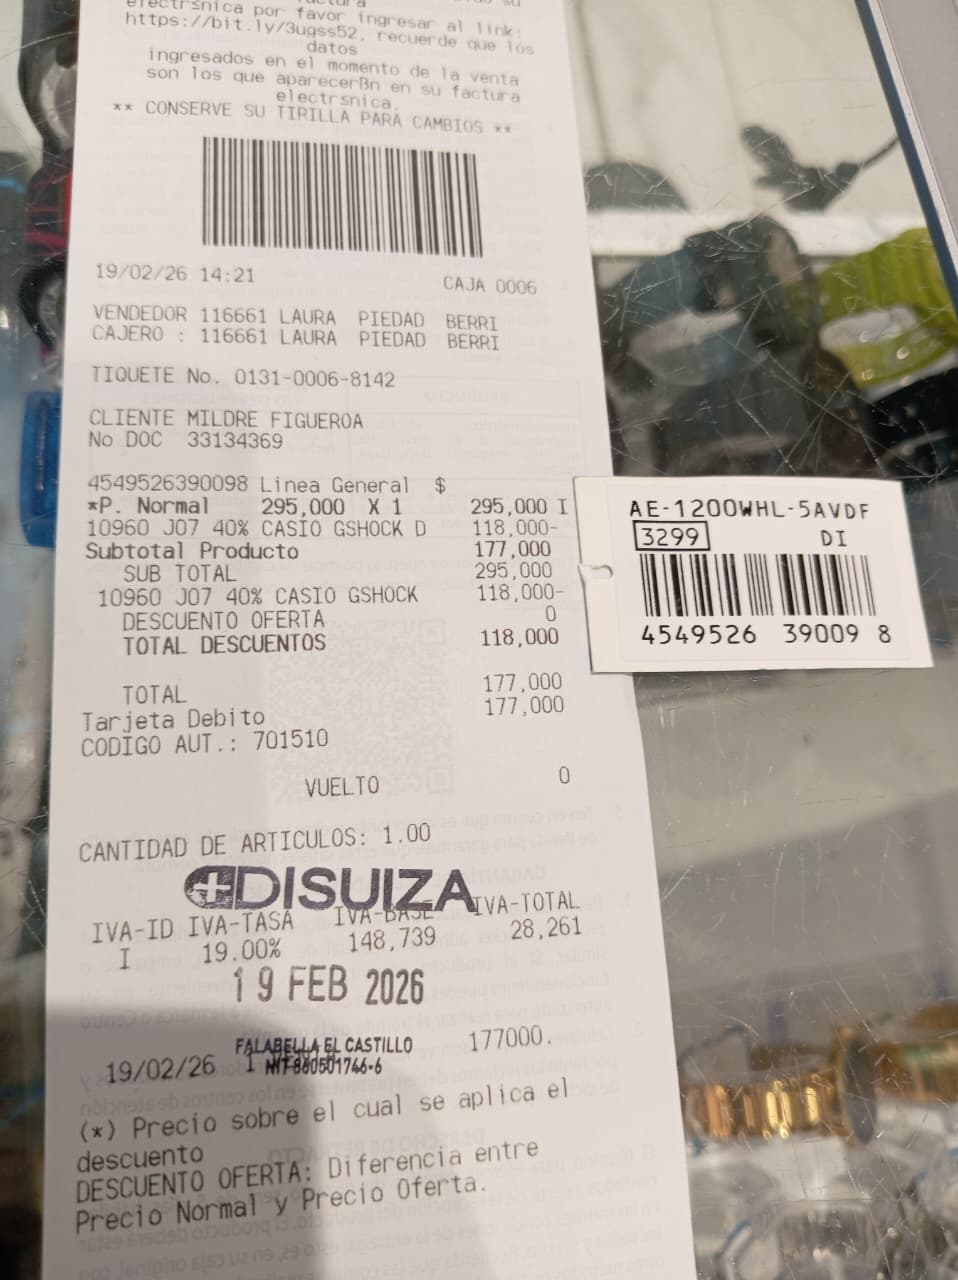 electrsnica por favor ingresar al link:
https://bit.ly/3ugss52, recuerde que los
datos
ingresados en el momento de la venta
son los que aparecerßn en su factura
electrsnica.
** CONSERVE SU TIRILLA PARA CAMBIOS **
19/02/26 14:21 CAJA 0006
VENDEDOR 116661 LAURA PIEDAD BERRI
CAJERO : 116661 LAURA PIEDAD BERRI
TIQUETE No. 0131-0006-8142
CLIENTE MILDRE FIGUEROA
No DOC 33134369
4549526390098 Linea General $
*P. Normal 295,000 X 1 295,000 I
10960 J07 40% CASIO GSHOCK D 118,000-
Subtotal Producto 177,000
SUB TOTAL 295,000
10960 J07 40% CASIO GSHOCK 118,000-
DESCUENTO OFERTA 0
TOTAL DESCUENTOS 118,000
TOTAL 177,000
Tarjeta Debito 177,000
CODIGO AUT.: 701510
VUELTO 0
CANTIDAD DE ARTICULOS: 1.00
DISUIZA
IVA-ID IVA-TASA IVA-BASE IVA-TOTAL
I 19.00% 148,739 28,261
19 FEB 2026
FALABELLA EL CASTILLO
NIT 860501746-6
19/02/26 177000.
(*) Precio sobre el cual se aplica el
descuento
DESCUENTO OFERTA: Diferencia entre
Precio Normal y Precio Oferta.
AE-1200WHL-5AVDF
3299 DI
4549526 39009 8